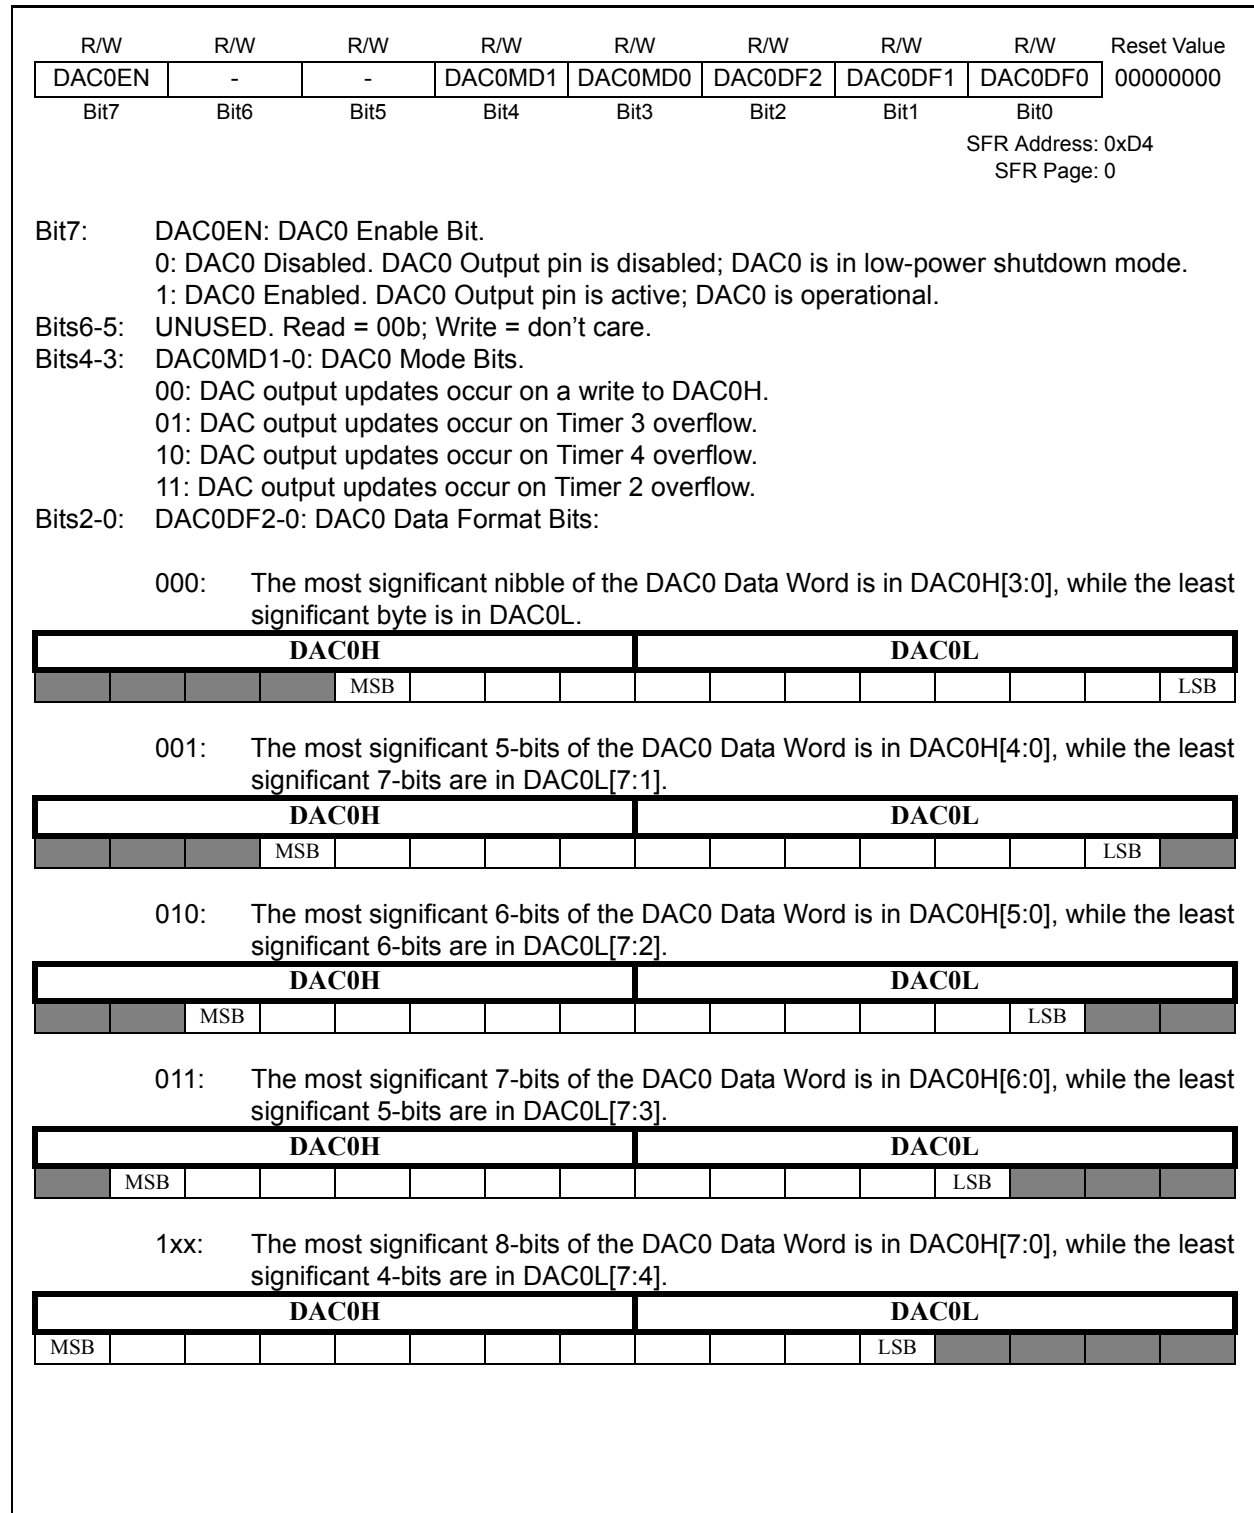 R/W R/W R/W R/W R/W R/W R/W R/W Reset Value
DAC0EN - - DAC0MD1 DAC0MD0 DAC0DF2 DAC0DF1 DAC0DF0 00000000
Bit7 Bit6 Bit5 Bit4 Bit3 Bit2 Bit1 Bit0
SFR Address: 0xD4
SFR Page: 0
Bit7: DAC0EN: DAC0 Enable Bit.
0: DAC0 Disabled. DAC0 Output pin is disabled; DAC0 is in low-power shutdown mode.
1: DAC0 Enabled. DAC0 Output pin is active; DAC0 is operational.
Bits6-5: UNUSED. Read = 00b; Write = don’t care.
Bits4-3: DAC0MD1-0: DAC0 Mode Bits.
00: DAC output updates occur on a write to DAC0H.
01: DAC output updates occur on Timer 3 overflow.
10: DAC output updates occur on Timer 4 overflow.
11: DAC output updates occur on Timer 2 overflow.
Bits2-0: DAC0DF2-0: DAC0 Data Format Bits:
000: The most significant nibble of the DAC0 Data Word is in DAC0H[3:0], while the least
significant byte is in DAC0L.
DAC0H DAC0L
MSB LSB
001: The most significant 5-bits of the DAC0 Data Word is in DAC0H[4:0], while the least
significant 7-bits are in DAC0L[7:1].
DAC0H DAC0L
MSB LSB
010: The most significant 6-bits of the DAC0 Data Word is in DAC0H[5:0], while the least
significant 6-bits are in DAC0L[7:2].
DAC0H DAC0L
MSB LSB
011: The most significant 7-bits of the DAC0 Data Word is in DAC0H[6:0], while the least
significant 5-bits are in DAC0L[7:3].
DAC0H DAC0L
MSB LSB
1xx: The most significant 8-bits of the DAC0 Data Word is in DAC0H[7:0], while the least
significant 4-bits are in DAC0L[7:4].
DAC0H DAC0L
MSB LSB